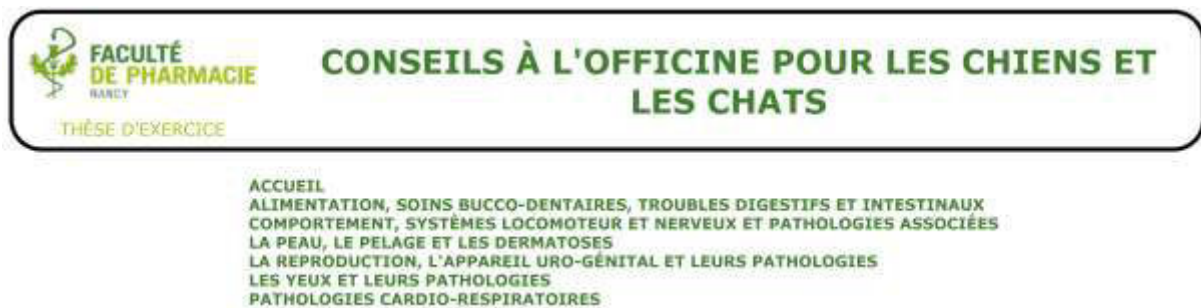 FACULTÉ
DE PHARMACIE
NANCY
THÈSE D'EXERCICE
CONSEILS À L'OFFICINE POUR LES CHIENS ET
LES CHATS
ACCUEIL
ALIMENTATION, SOINS BUCCO-DENTAIRES, TROUBLES DIGESTIFS ET INTESTINAUX
COMPORTEMENT, SYSTÈMES LOCOMOTEUR ET NERVEUX ET PATHOLOGIES ASSOCIÉES
LA PEAU, LE PELAGE ET LES DERMATOSES
LA REPRODUCTION, L'APPAREIL URO-GÉNITAL ET LEURS PATHOLOGIES
LES YEUX ET LEURS PATHOLOGIES
PATHOLOGIES CARDIO-RESPIRATOIRES